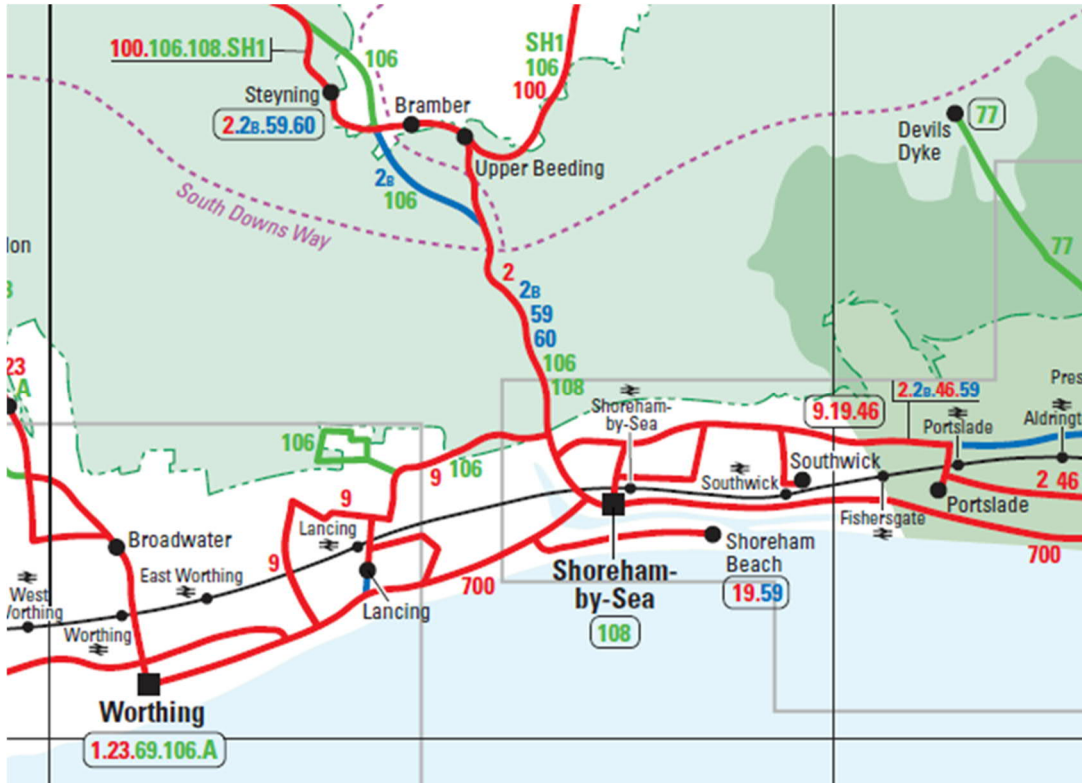 100.106.108.SH1
106
SH1
106
100
Steyning
2.2B.59.60
Bramber
Upper Beeding
Devils
Dyke
77
2B
106
South Downs Way
77
2
2B
59
60
106
108
23
A
106
9
106
Shoreham-
by-Sea
9.19.46
2.2B.46.59
Portslade
9
Lancing
Broadwater
9
East Worthing
West
Worthing
Lancing
700
Southwick
Southwick
Fishersgate
Portslade
2 46
700
Shoreham
Beach
19.59
Shoreham-
by-Sea
108
Worthing
1.23.69.106.A